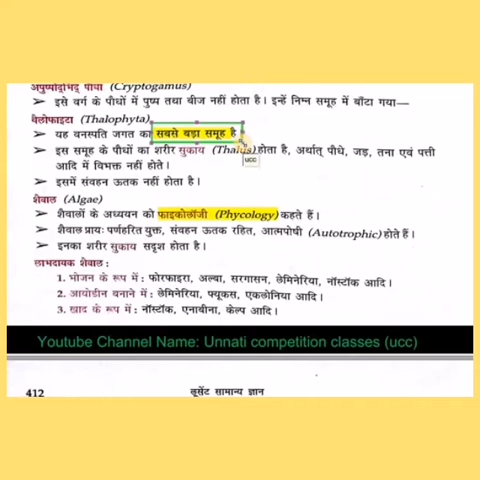 अपुष्पोद्भिद् पौधा (Cryptogamus)
➤ इसे वर्ग के पौधों में पुष्प तथा बीज नहीं होता है। इन्हें निम्न समूह में बाँटा गया—
थैलोफाइटा (Thalophyta)
➤ यह वनस्पति जगत का सबसे बड़ा समूह है
➤ इस समूह के पौधों का शरीर सुकाय (Thalus) होता है, अर्थात् पौधे, जड़, तना एवं पत्ती
ucc
आदि में विभक्त नहीं होते।
➤ इसमें संवहन ऊतक नहीं होता है।
शैवाल (Algae)
➤ शैवालों के अध्ययन को फाइकोलॉजी (Phycology) कहते हैं।
➤ शैवाल प्रायः पर्णहरित युक्त, संवहन ऊतक रहित, आत्मपोषी (Autotrophic) होते हैं।
➤ इनका शरीर सुकाय सदृश होता है।
लाभदायक शैवाल :
1. भोजन के रूप में : फोरफाइरा, अल्बा, सरगासन, लेमिनेरिया, नॉस्टॉक आदि।
2. आयोडीन बनाने में : लेमिनेरिया, फ्यूकस, एकलोनिया आदि।
3. खाद के रूप में : नॉस्टॉक, एनाबीना, केल्प आदि।
Youtube Channel Name: Unnati competition classes (ucc)
412 लूसेंट सामान्य ज्ञान